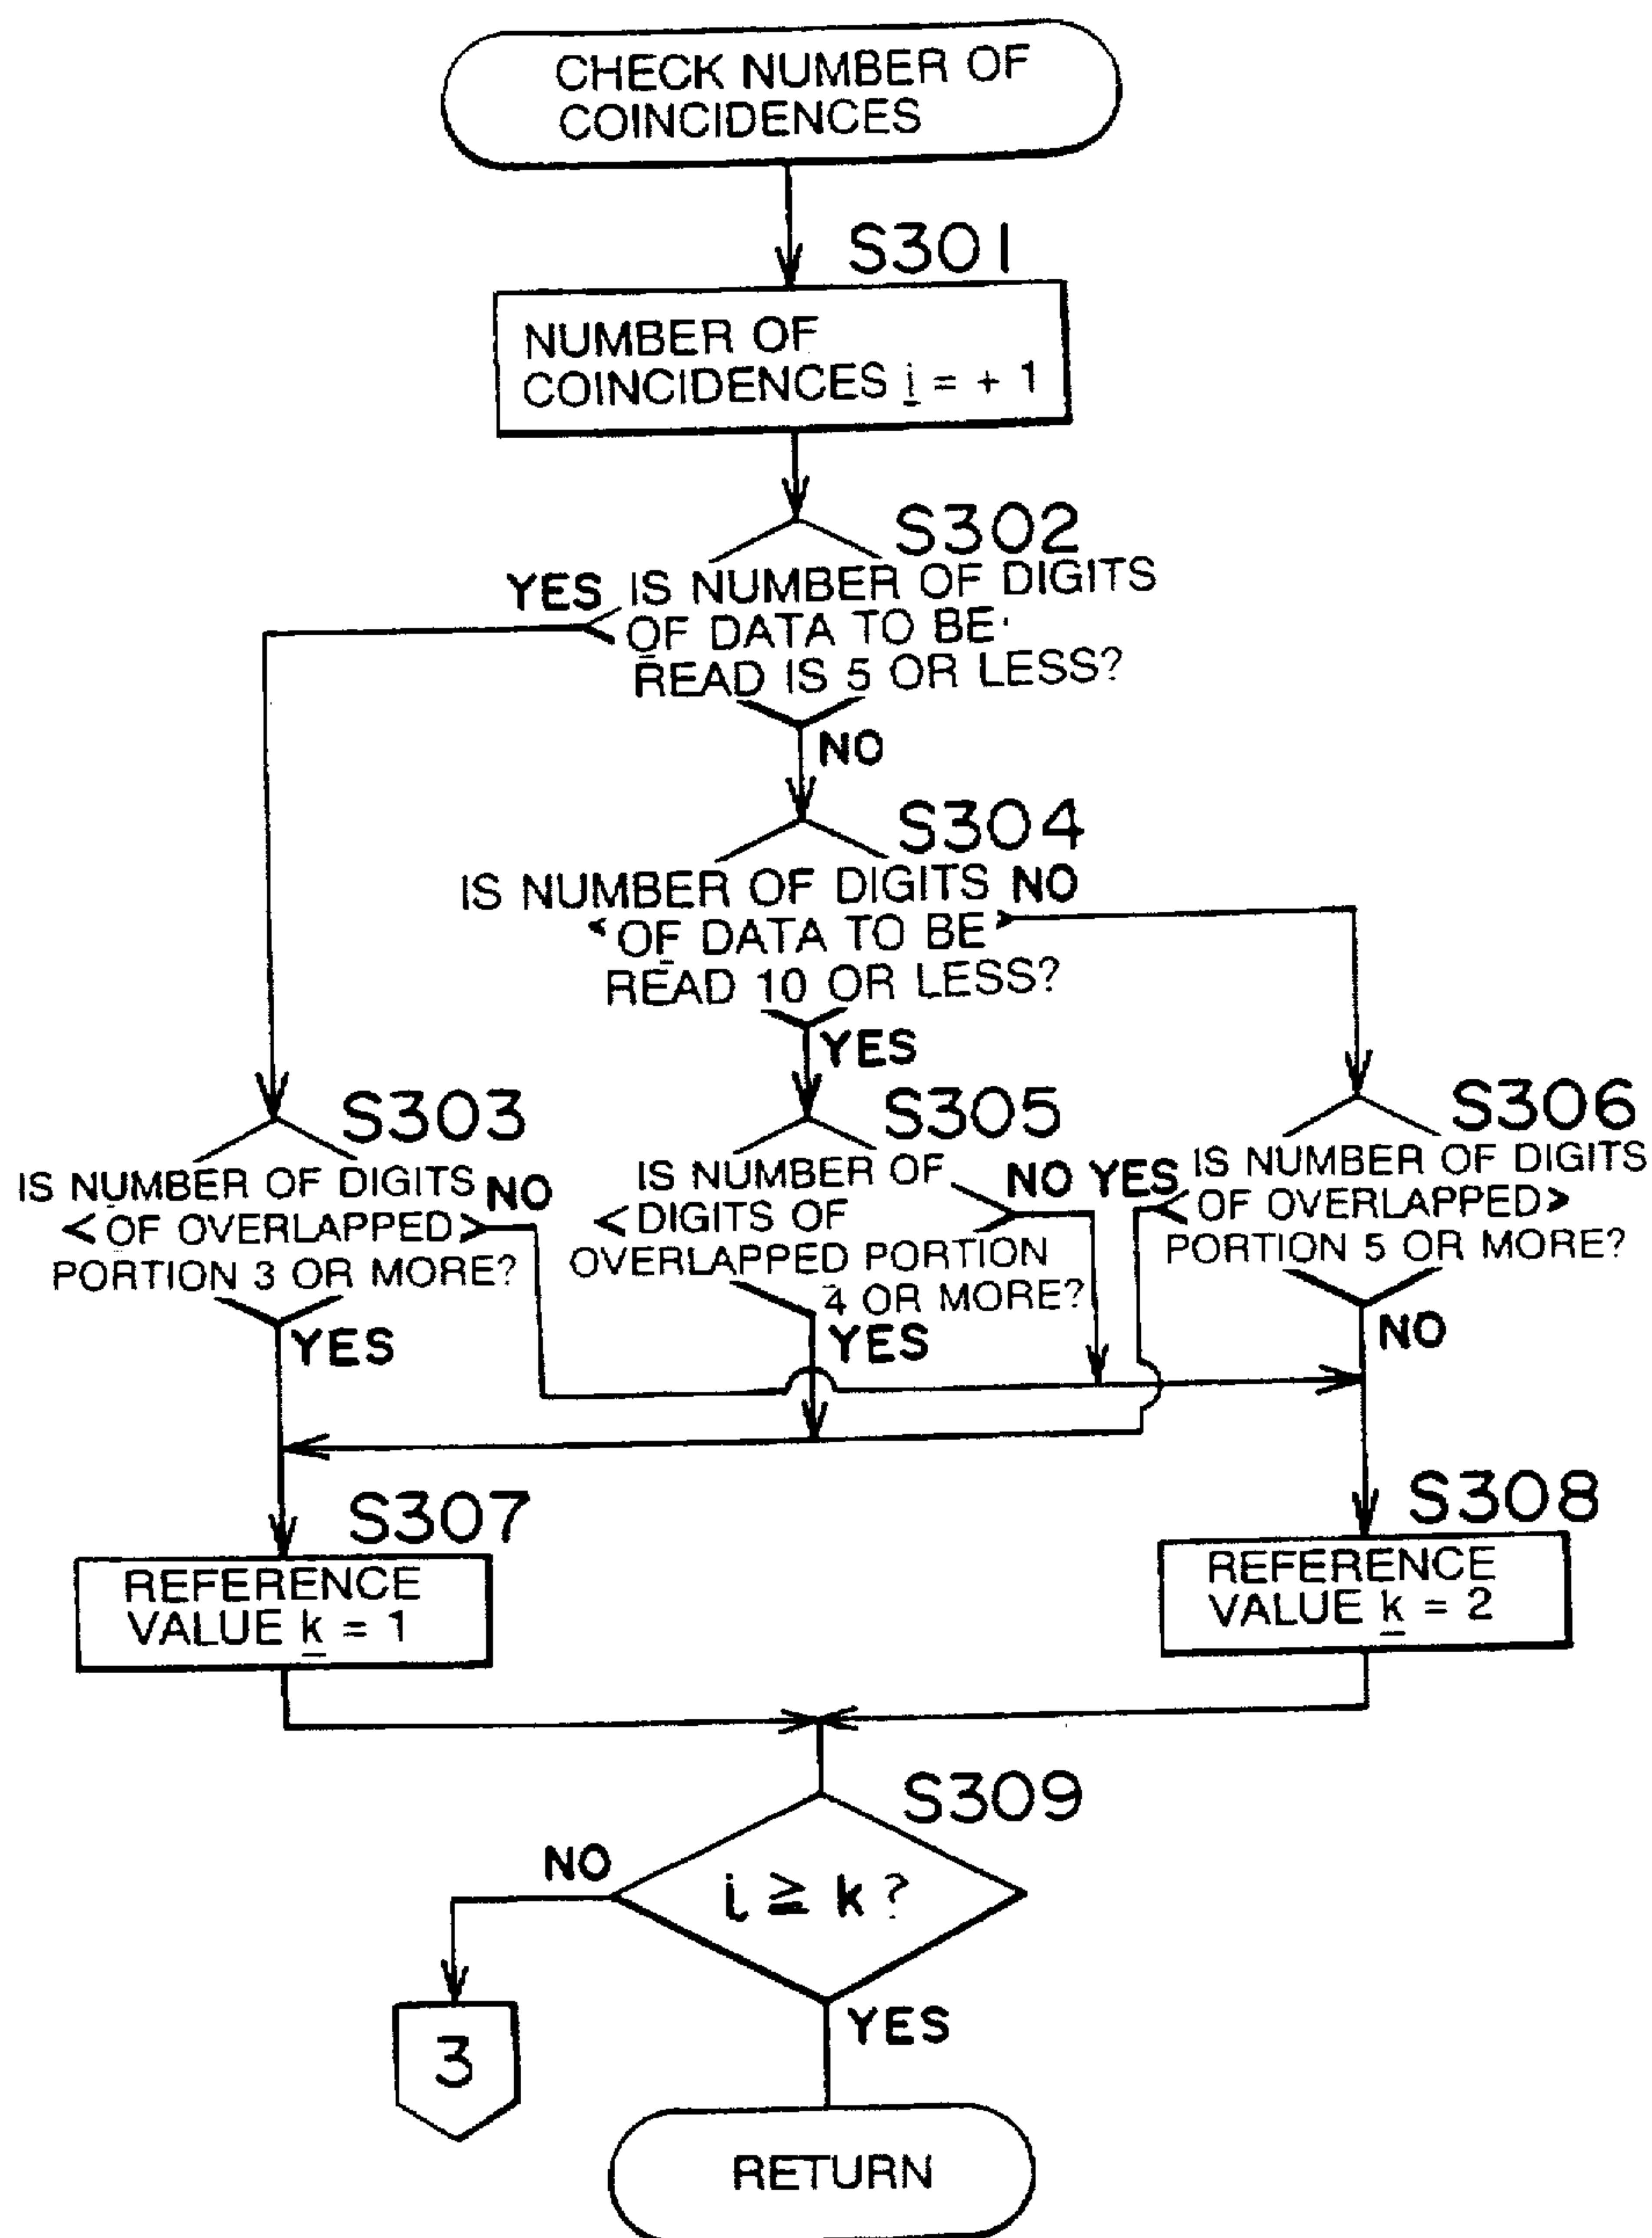 CHECK NUMBER OF
COINCIDENCES
S301
NUMBER OF
COINCIDENCES i = + 1
S302
YES
IS NUMBER OF DIGITS
OF DATA TO BE
READ IS 5 OR LESS?
NO
S304
IS NUMBER OF DIGITS
NO
OF DATA TO BE
READ 10 OR LESS?
YES
S303
IS NUMBER OF DIGITS
OF OVERLAPPED
PORTION 3 OR MORE?
NO
YES
S305
IS NUMBER OF
DIGITS OF
OVERLAPPED PORTION
4 OR MORE?
NO
YES
S306
YES
IS NUMBER OF DIGITS
OF OVERLAPPED
PORTION 5 OR MORE?
NO
S307
REFERENCE
VALUE k = 1
S308
REFERENCE
VALUE k = 2
S309
NO
i ≧ k ?
3
YES
RETURN